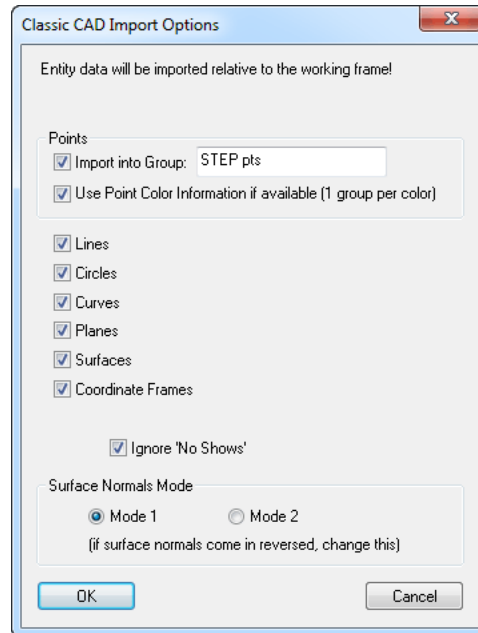 Classic CAD Import Options
Entity data will be imported relative to the working frame!
Points
Import into Group: STEP pts
Use Point Color Information if available (1 group per color)
Lines
Circles
Curves
Planes
Surfaces
Coordinate Frames
Ignore 'No Shows'
Surface Normals Mode
Mode 1 Mode 2
(if surface normals come in reversed, change this)
OK Cancel